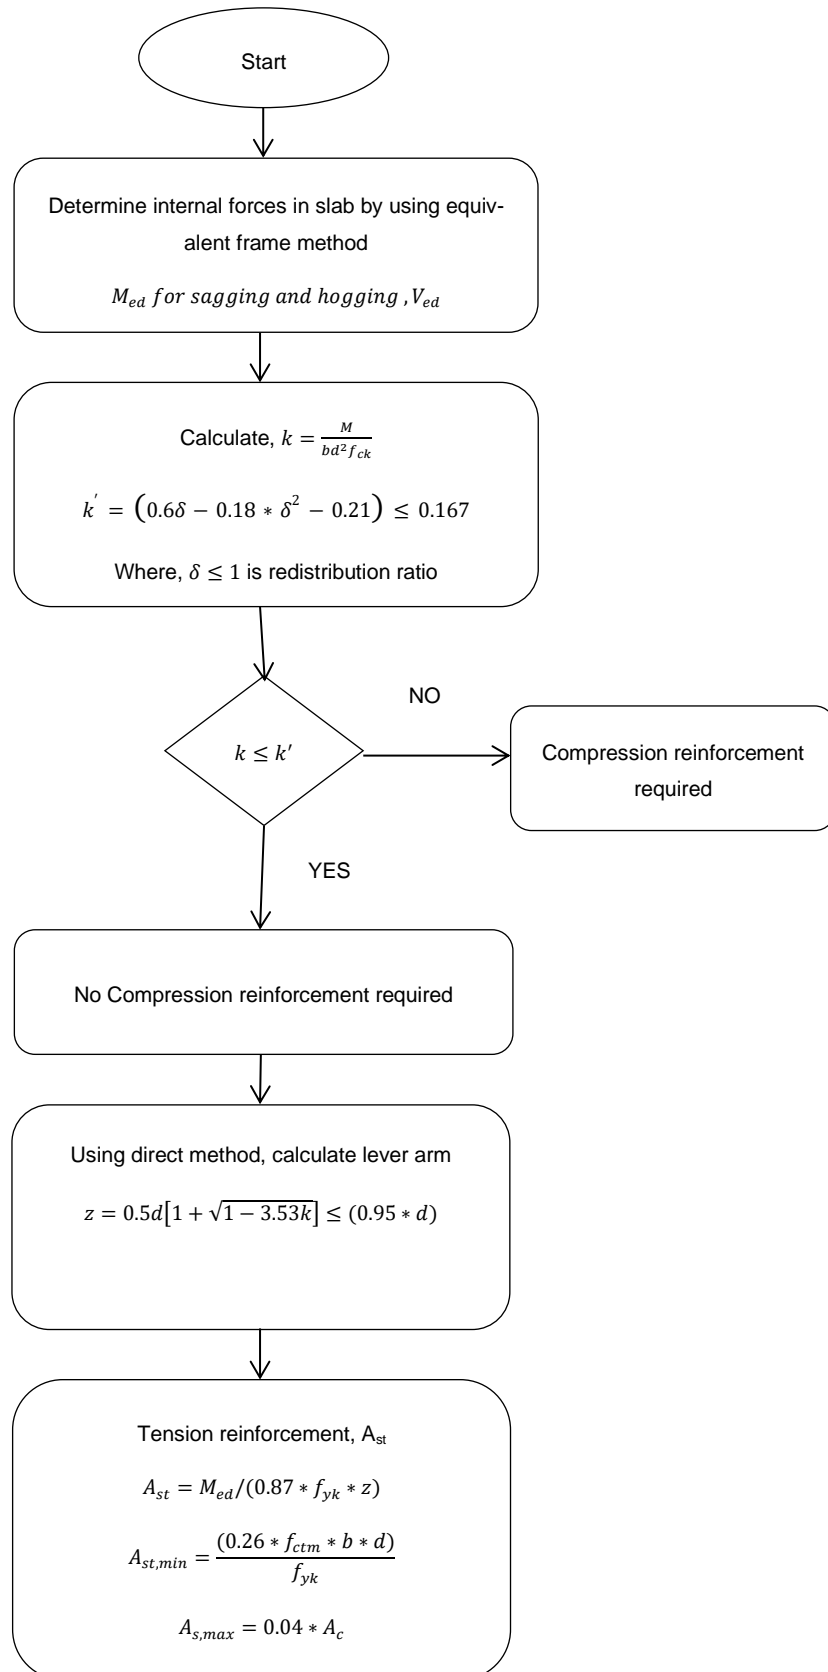 Start
Determine internal forces in slab by using equiv-
alent frame method
M_ed for sagging and hogging , V_ed
Calculate, k = M/(bd²f_ck)
k′ = (0.6δ − 0.18 * δ² − 0.21) ≤ 0.167
Where, δ ≤ 1 is redistribution ratio
NO
k ≤ k′
Compression reinforcement
required
YES
No Compression reinforcement required
Using direct method, calculate lever arm
z = 0.5d[1 + √(1 − 3.53k)] ≤ (0.95 * d)
Tension reinforcement, A_st
A_st = M_ed/(0.87 * f_yk * z)
A_st,min = (0.26 * f_ctm * b * d)/f_yk
A_s,max = 0.04 * A_c